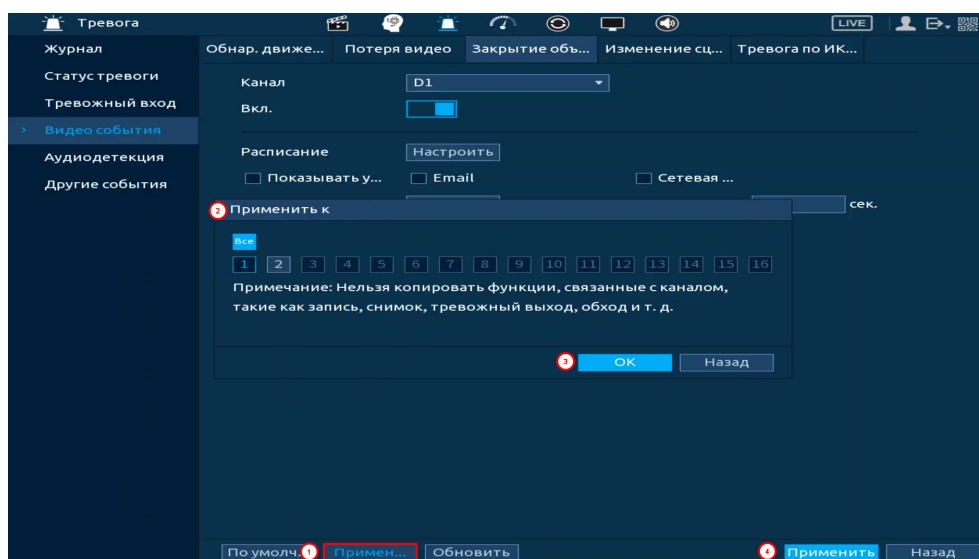 Тревога
LIVE
Журнал
Статус тревоги
Тревожный вход
> Видео события
Аудиодетекция
Другие события
Обнар. движе... Потеря видео Закрытие объ... Изменение сц... Тревога по ИК...
Канал D1
Вкл.
Расписание Настроить
Показывать у... Email Сетевая ...
сек.
2 Применить к
Все
1 2 3 4 5 6 7 8 9 10 11 12 13 14 15 16
Примечание: Нельзя копировать функции, связанные с каналом,
такие как запись, снимок, тревожный выход, обход и т. д.
3 OK Назад
По умолч. 1 Примен... Обновить 4 Применить Назад